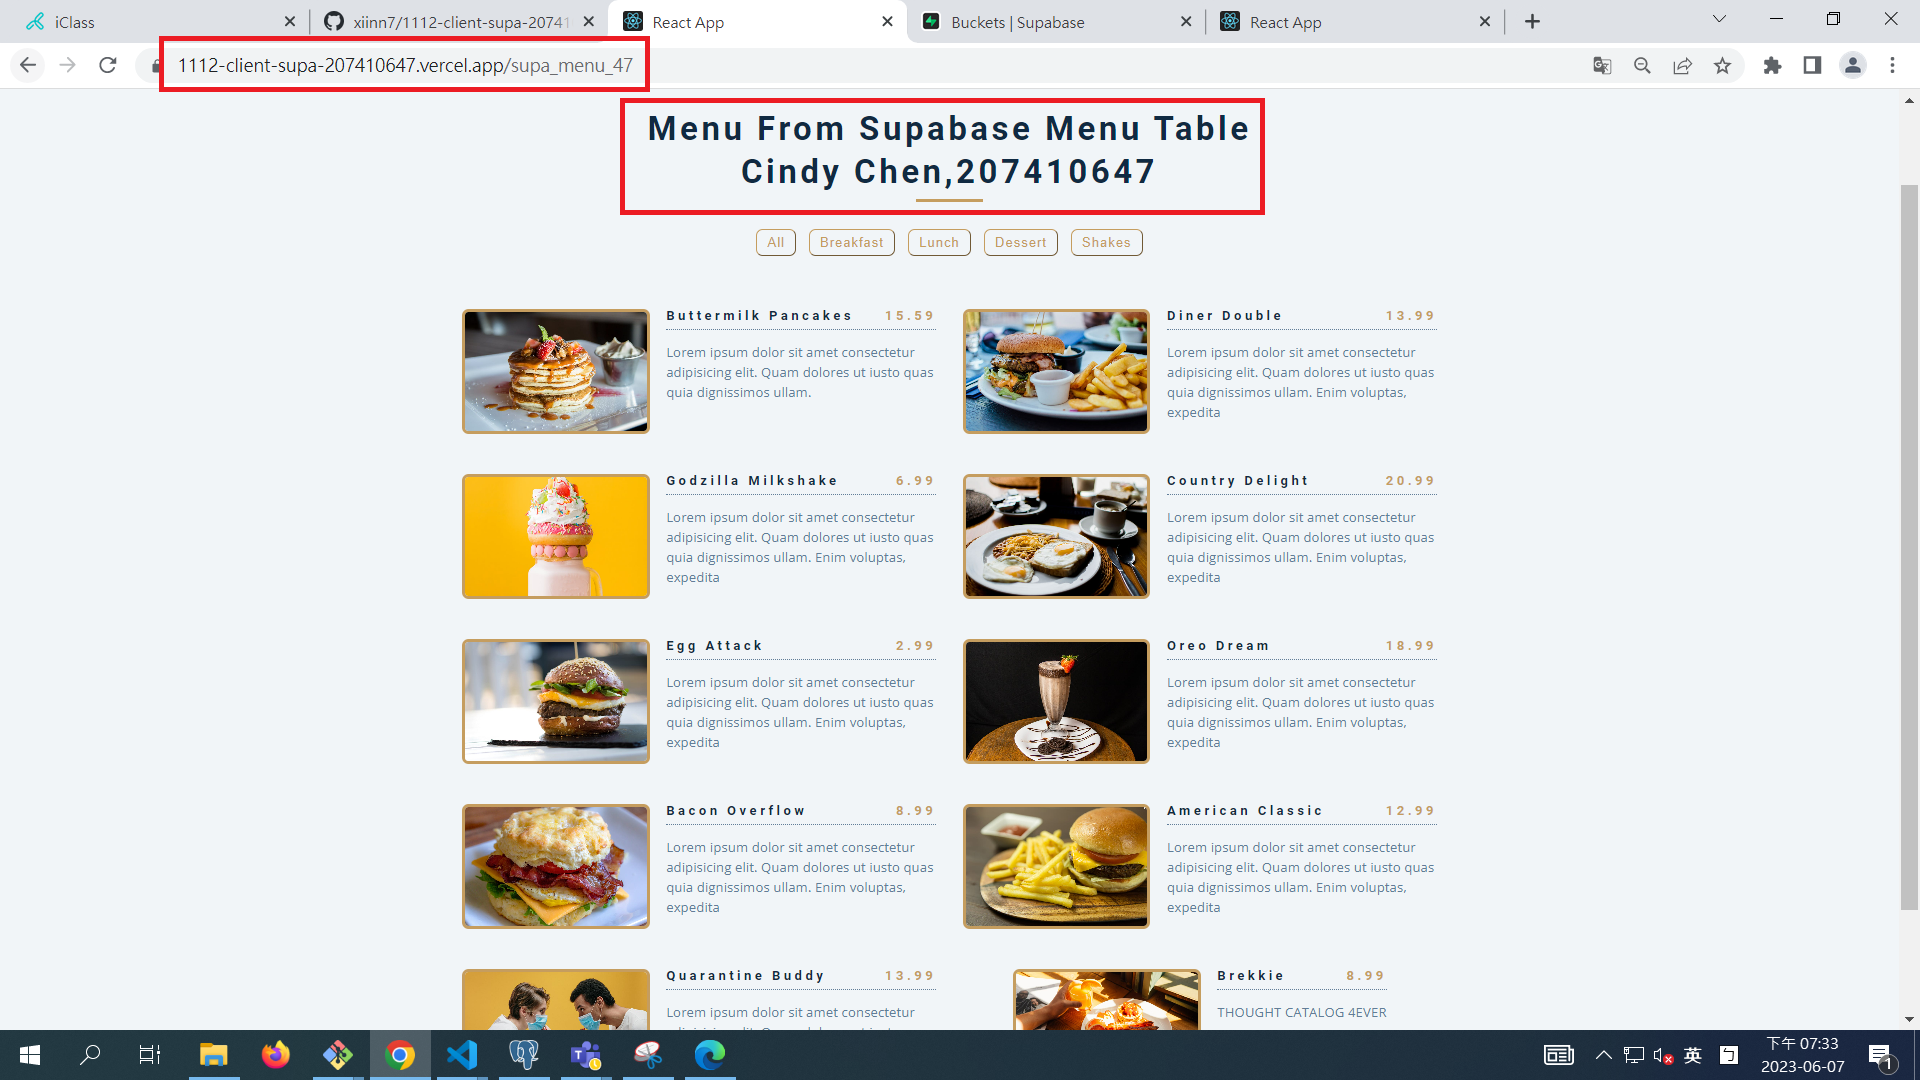 iClass
xiinn7/1112-client-supa-20741
React App
Buckets | Supabase
React App
1112-client-supa-207410647.vercel.app/supa_menu_47
Menu From Supabase Menu Table
Cindy Chen,207410647
All
Breakfast
Lunch
Dessert
Shakes
Buttermilk Pancakes 15.59
Lorem ipsum dolor sit amet consectetur
adipisicing elit. Quam dolores ut iusto quas
quia dignissimos ullam.
Diner Double 13.99
Lorem ipsum dolor sit amet consectetur
adipisicing elit. Quam dolores ut iusto quas
quia dignissimos ullam. Enim voluptas,
expedita
Godzilla Milkshake 6.99
Lorem ipsum dolor sit amet consectetur
adipisicing elit. Quam dolores ut iusto quas
quia dignissimos ullam. Enim voluptas,
expedita
Country Delight 20.99
Lorem ipsum dolor sit amet consectetur
adipisicing elit. Quam dolores ut iusto quas
quia dignissimos ullam. Enim voluptas,
expedita
Egg Attack 2.99
Lorem ipsum dolor sit amet consectetur
adipisicing elit. Quam dolores ut iusto quas
quia dignissimos ullam. Enim voluptas,
expedita
Oreo Dream 18.99
Lorem ipsum dolor sit amet consectetur
adipisicing elit. Quam dolores ut iusto quas
quia dignissimos ullam. Enim voluptas,
expedita
Bacon Overflow 8.99
Lorem ipsum dolor sit amet consectetur
adipisicing elit. Quam dolores ut iusto quas
quia dignissimos ullam. Enim voluptas,
expedita
American Classic 12.99
Lorem ipsum dolor sit amet consectetur
adipisicing elit. Quam dolores ut iusto quas
quia dignissimos ullam. Enim voluptas,
expedita
Quarantine Buddy 13.99
Lorem ipsum dolor sit amet consectetur
Brekkie 8.99
THOUGHT CATALOG 4EVER
英
下午 07:33
2023-06-07
1